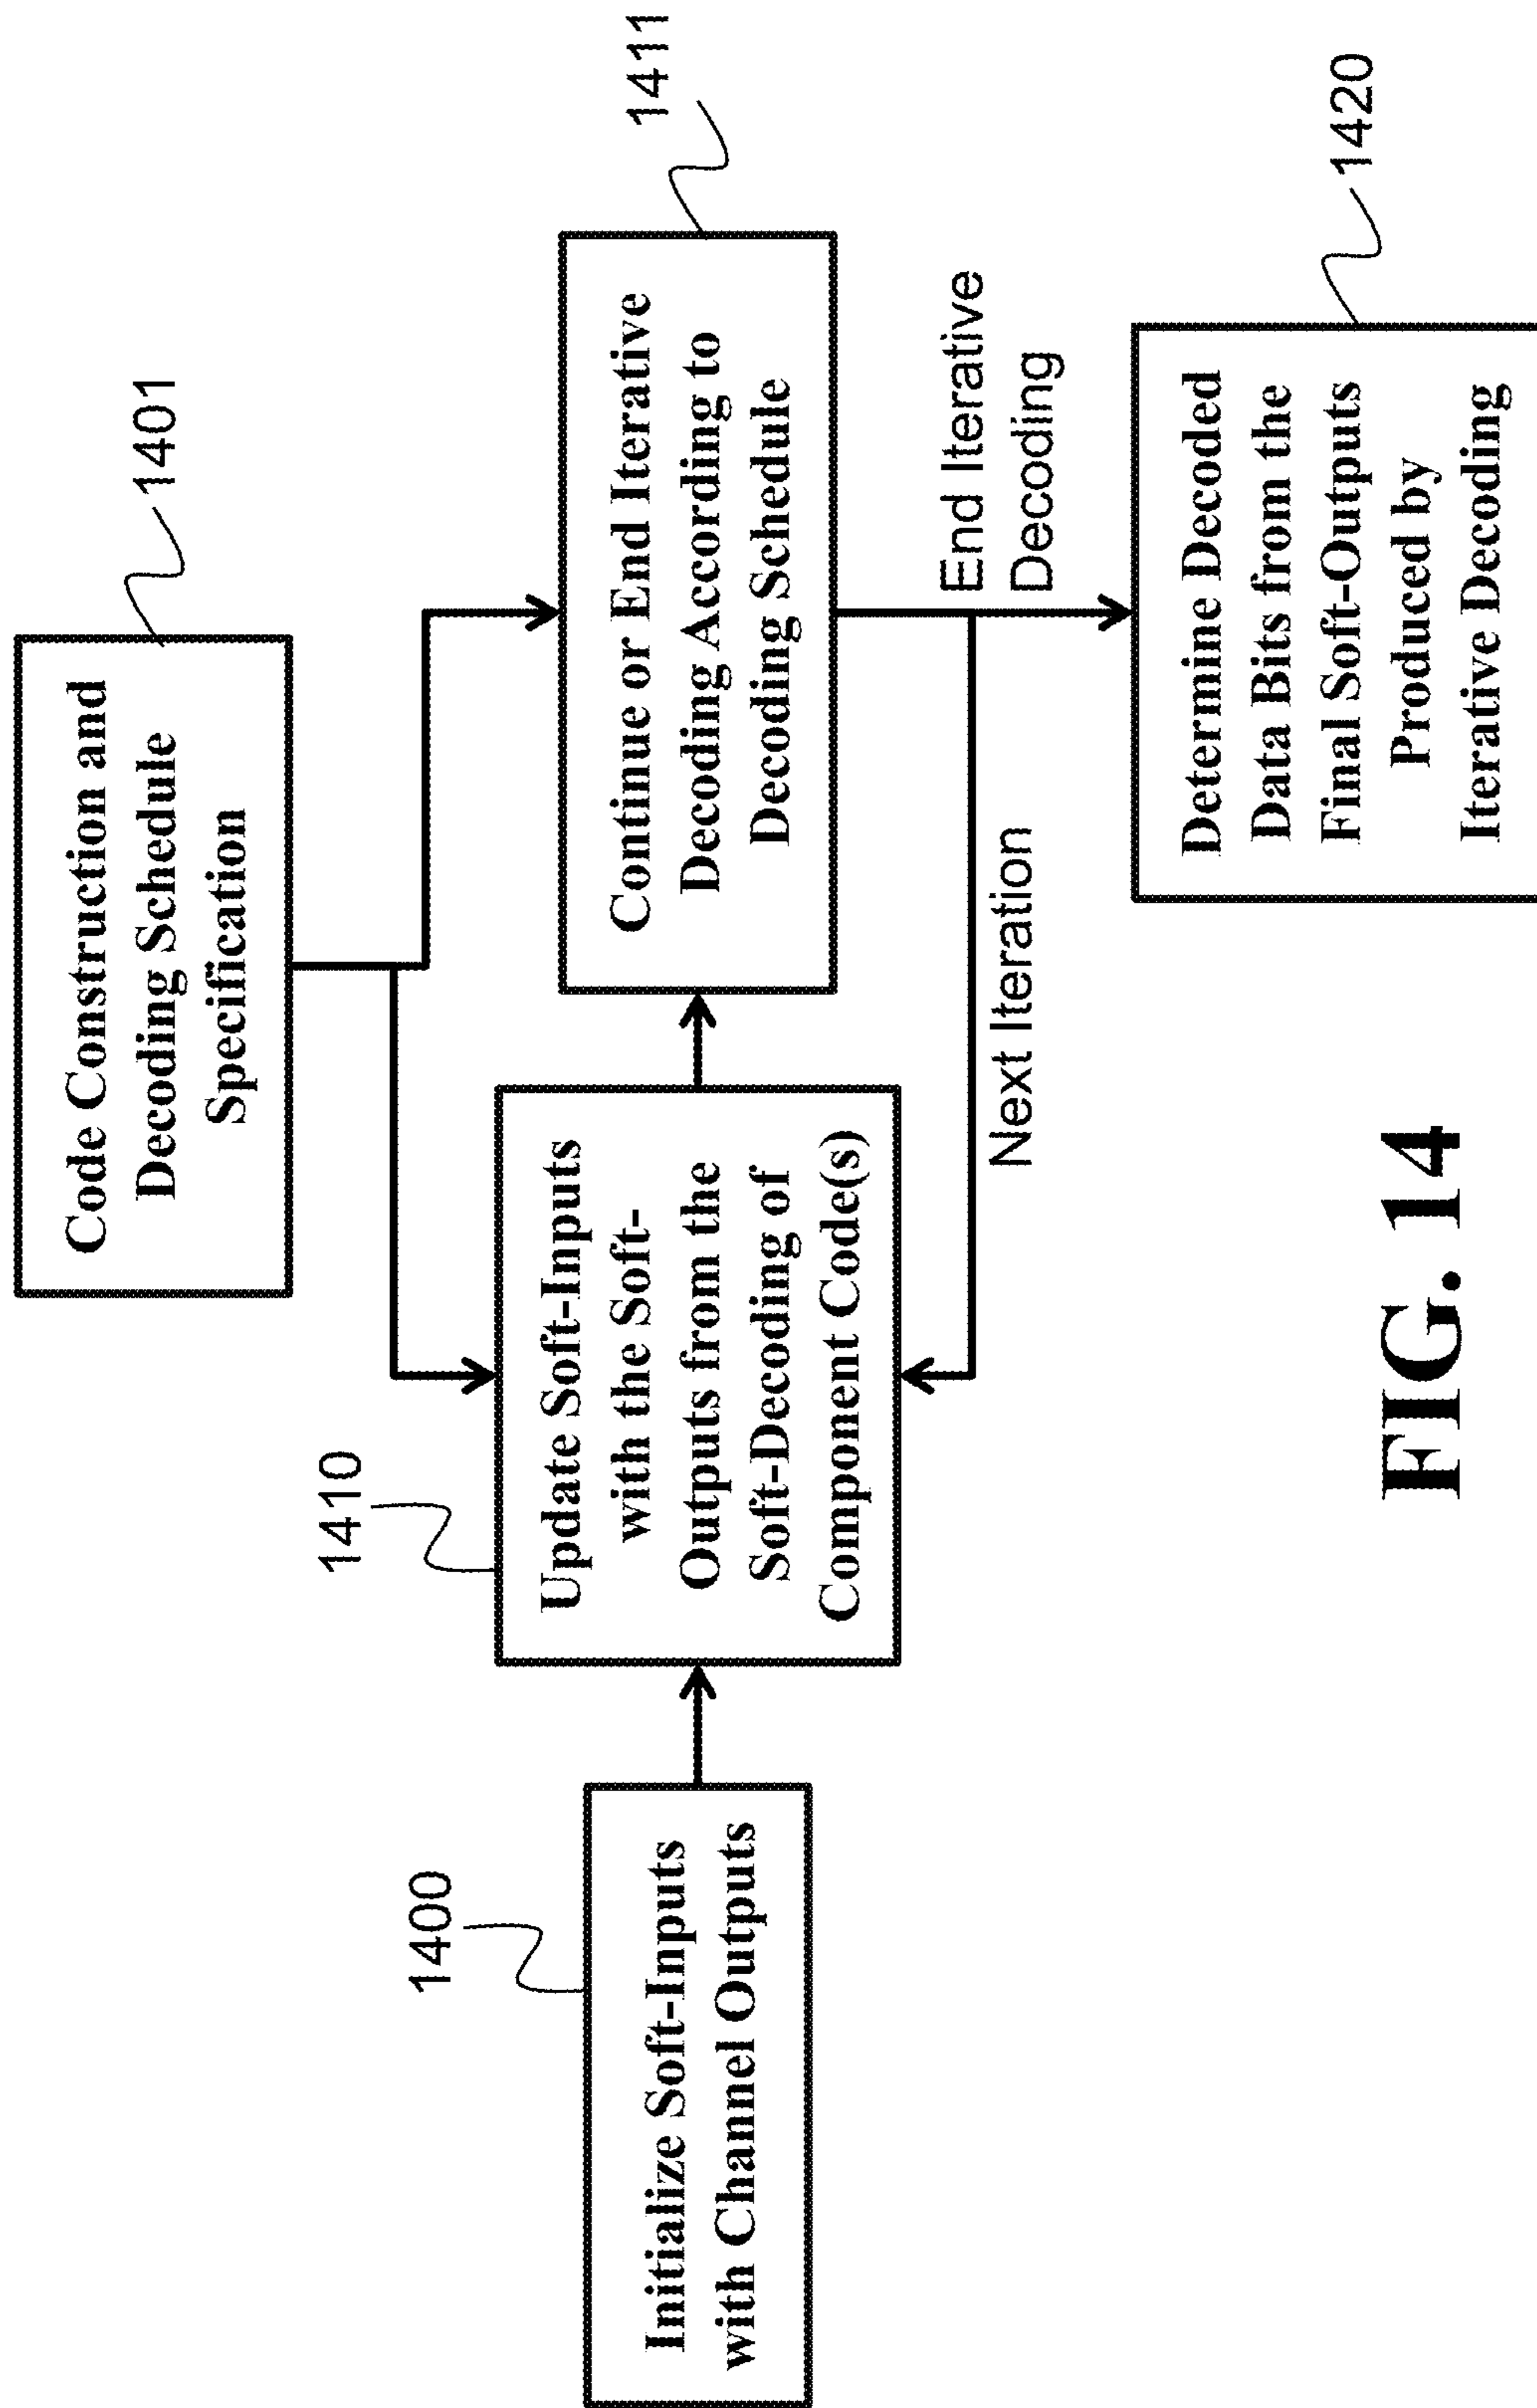 Code Construction and
Decoding Schedule
Specification
1401
1400
Initialize Soft-Inputs
with Channel Outputs
1410
Update Soft-Inputs
with the Soft-
Outputs from the
Soft-Decoding of
Component Code(s)
1411
Continue or End Iterative
Decoding According to
Decoding Schedule
Next Iteration
End Iterative
Decoding
1420
Determine Decoded
Data Bits from the
Final Soft-Outputs
Produced by
Iterative Decoding
FIG. 14